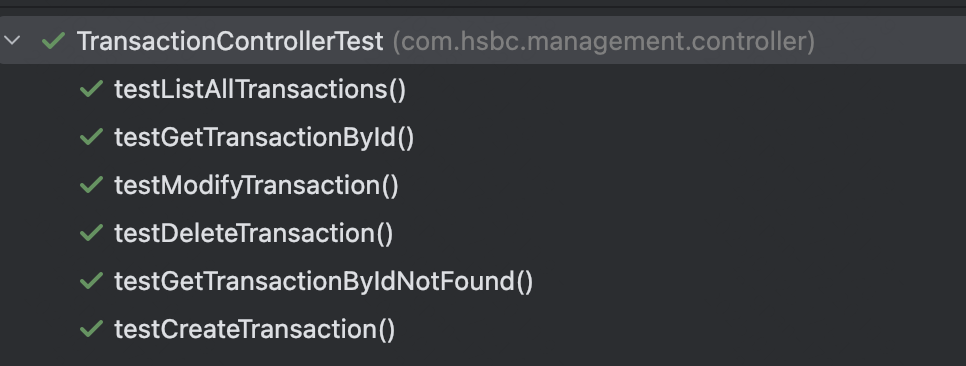 TransactionControllerTest (com.hsbc.management.controller)
testListAllTransactions()
testGetTransactionById()
testModifyTransaction()
testDeleteTransaction()
testGetTransactionByIdNotFound()
testCreateTransaction()